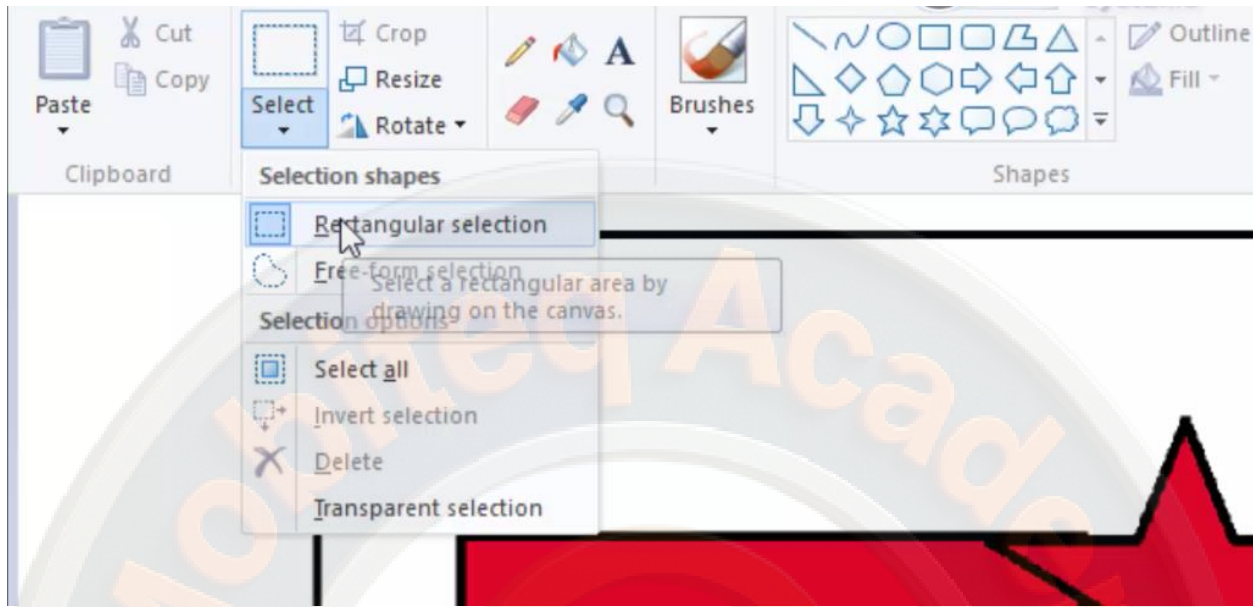 Cut
Copy
Paste
Clipboard
Select
Crop
Resize
Rotate
A
Brushes
Outline
Fill
Shapes
Selection shapes
Rectangular selection
Free-form selection
Select a rectangular area by
drawing on the canvas.
Selection options
Select all
Invert selection
Delete
Transparent selection